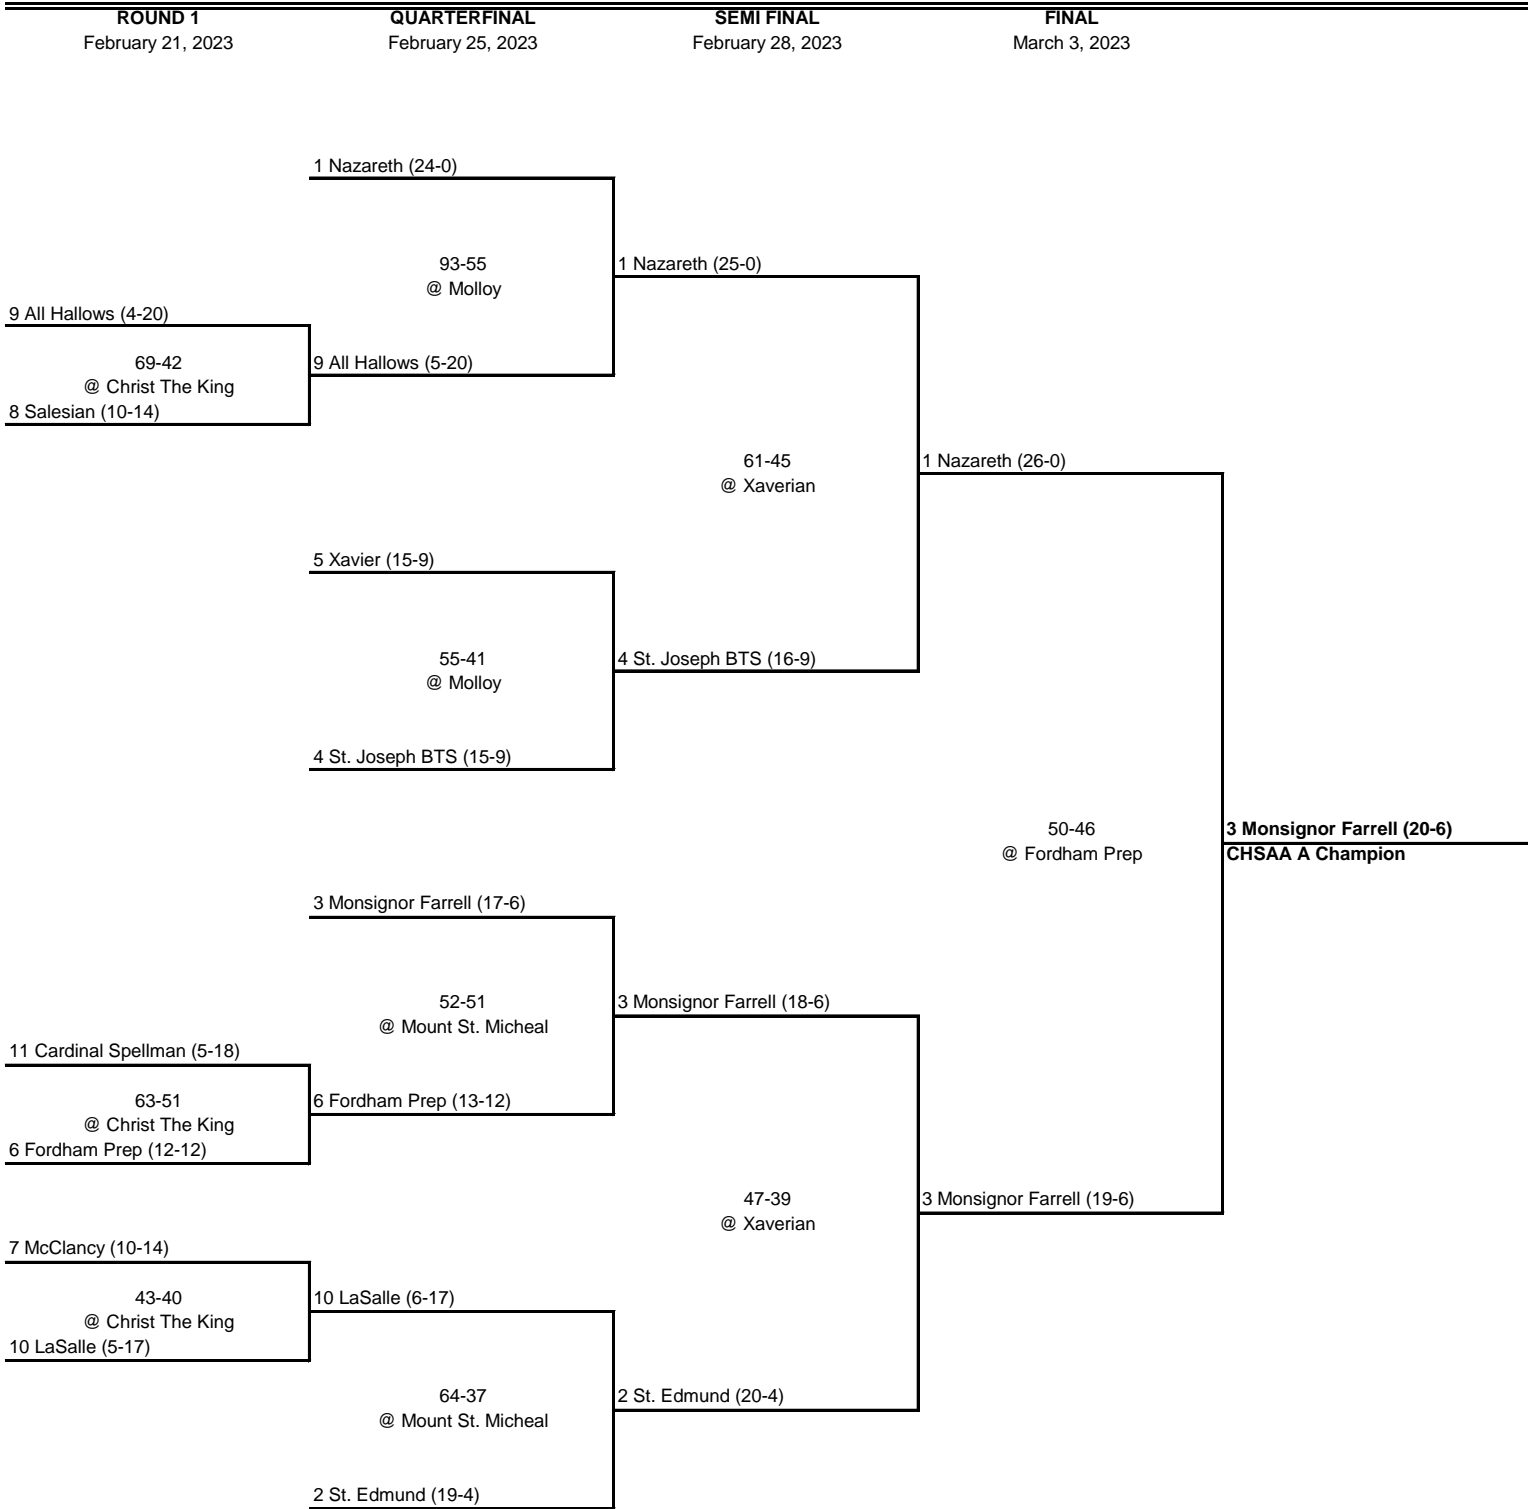 ROUND 1
February 21, 2023
QUARTERFINAL
February 25, 2023
SEMI FINAL
February 28, 2023
FINAL
March 3, 2023
1 Nazareth (24-0)
93-55
@ Molloy
1 Nazareth (25-0)
9 All Hallows (4-20)
69-42
@ Christ The King
8 Salesian (10-14)
9 All Hallows (5-20)
61-45
@ Xaverian
1 Nazareth (26-0)
5 Xavier (15-9)
55-41
@ Molloy
4 St. Joseph BTS (16-9)
4 St. Joseph BTS (15-9)
50-46
@ Fordham Prep
3 Monsignor Farrell (20-6)
CHSAA A Champion
3 Monsignor Farrell (17-6)
52-51
@ Mount St. Micheal
3 Monsignor Farrell (18-6)
11 Cardinal Spellman (5-18)
63-51
@ Christ The King
6 Fordham Prep (12-12)
6 Fordham Prep (13-12)
47-39
@ Xaverian
3 Monsignor Farrell (19-6)
7 McClancy (10-14)
43-40
@ Christ The King
10 LaSalle (5-17)
10 LaSalle (6-17)
64-37
@ Mount St. Micheal
2 St. Edmund (20-4)
2 St. Edmund (19-4)